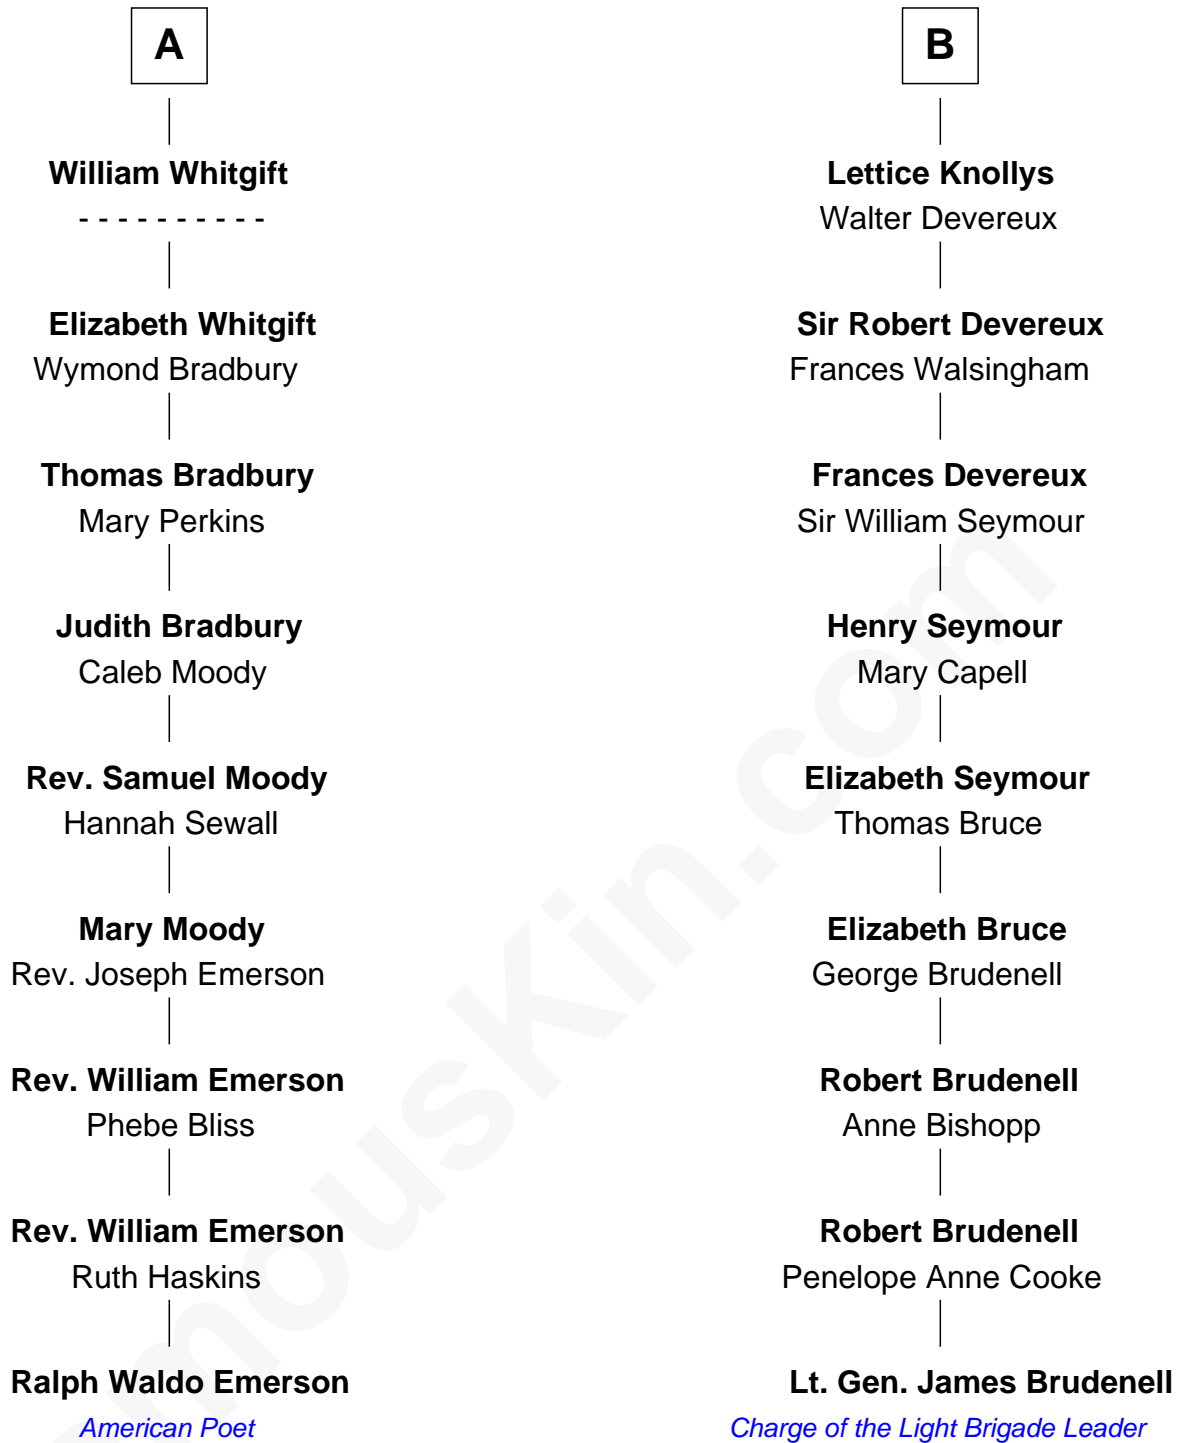 A
William Whitgift
- - - - - - - - - -
Elizabeth Whitgift
Wymond Bradbury
Thomas Bradbury
Mary Perkins
Judith Bradbury
Caleb Moody
Rev. Samuel Moody
Hannah Sewall
Mary Moody
Rev. Joseph Emerson
Rev. William Emerson
Phebe Bliss
Rev. William Emerson
Ruth Haskins
Ralph Waldo Emerson
American Poet
B
Lettice Knollys
Walter Devereux
Sir Robert Devereux
Frances Walsingham
Frances Devereux
Sir William Seymour
Henry Seymour
Mary Capell
Elizabeth Seymour
Thomas Bruce
Elizabeth Bruce
George Brudenell
Robert Brudenell
Anne Bishopp
Robert Brudenell
Penelope Anne Cooke
Lt. Gen. James Brudenell
Charge of the Light Brigade Leader
mousKin.com